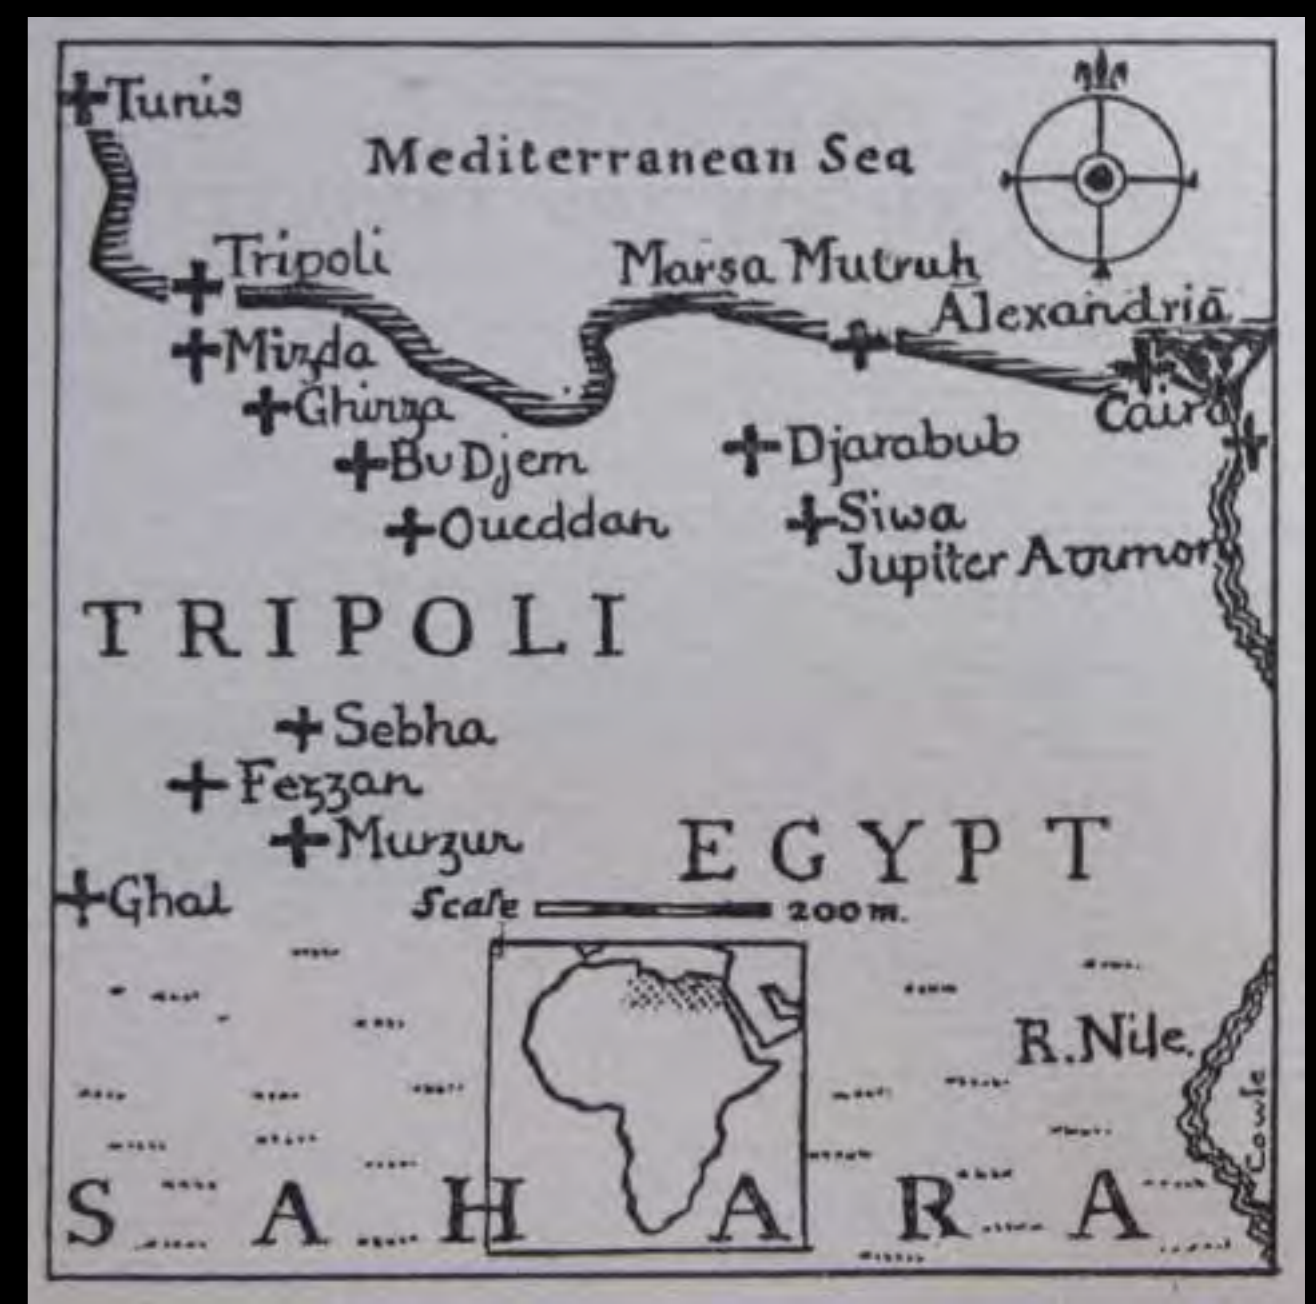 Tunis
Mediterranean Sea
Tripoli
Marsa Mutruh
Alexandria
Mizda
Ghirza
Cairo
Bu Djem
Djarabub
Oueddan
Siwa
Jupiter Ammon
TRIPOLI
Sebha
Fezzan
Murzur
EGYPT
Ghat
Scale 200 m.
R. Nile.
Cowle
SAHARA